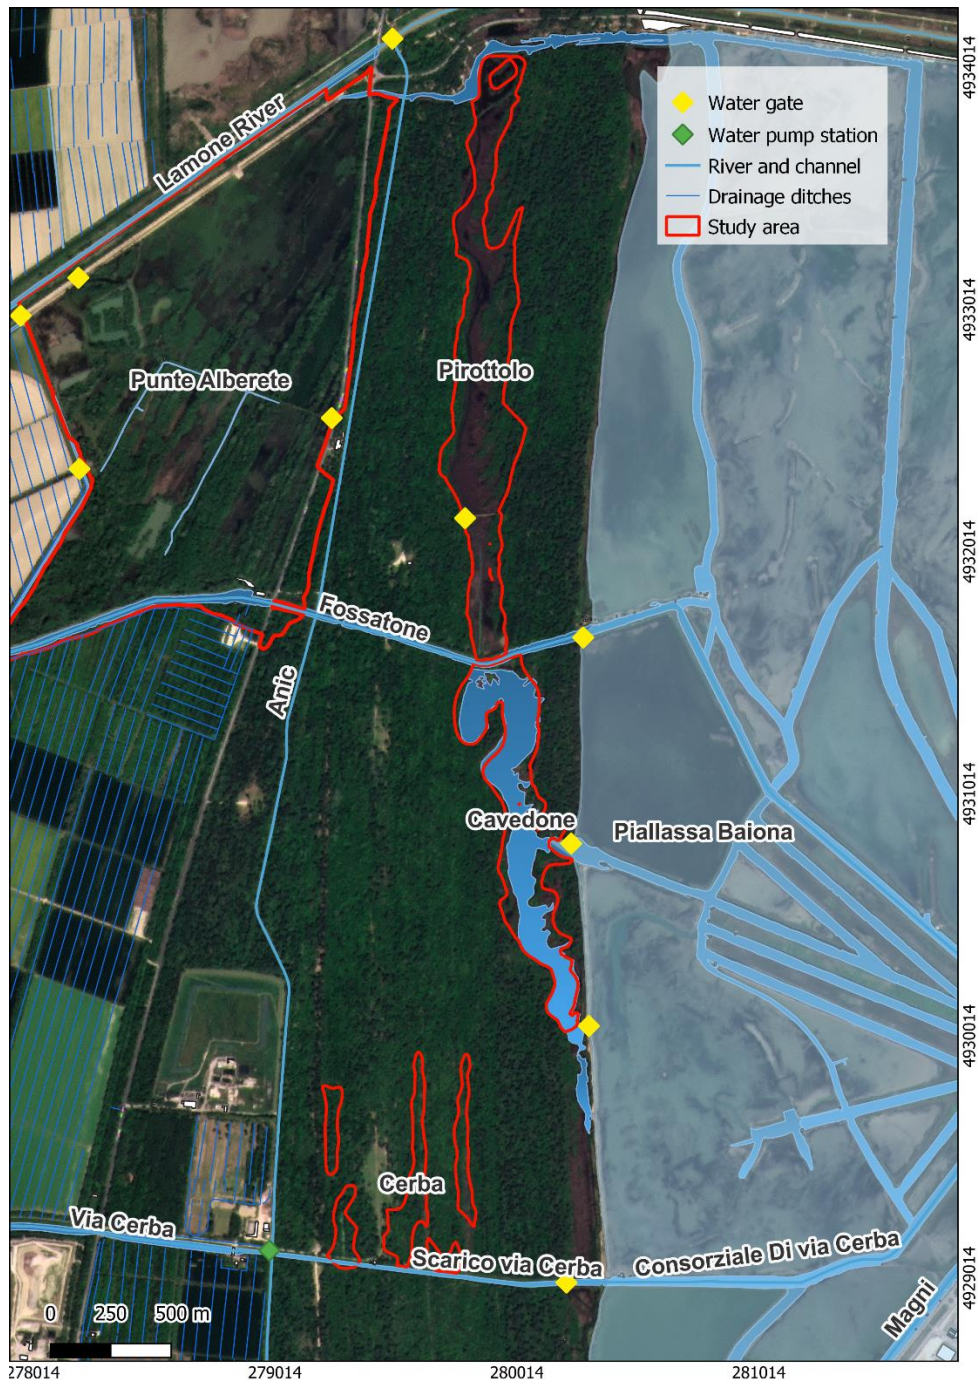 4934014
Water gate
Water pump station
River and channel
Drainage ditches
Study area
Lamone River
4933014
Punte Alberete
Pirottolo
4932014
Fossatone
Anic
4931014
Cavedone
Piallassa Baiona
4930014
Cerba
Via Cerba
Scarico via Cerba
Consorziale Di via Cerba
4929014
Magni
0 250 500 m
278014 279014 280014 281014